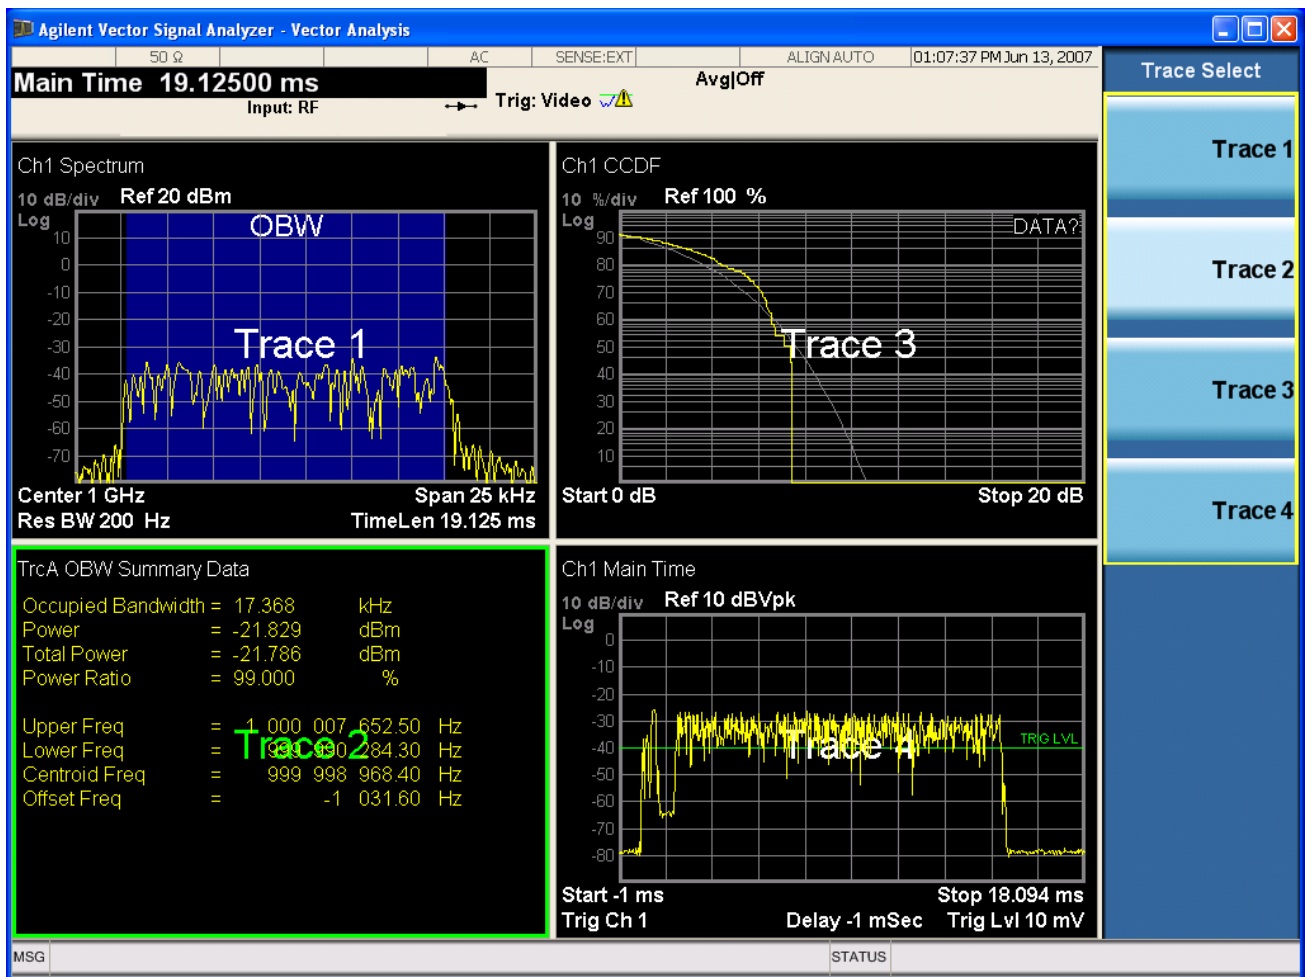 Agilent Vector Signal Analyzer - Vector Analysis
50 Ω AC SENSE:EXT ALIGN AUTO 01:07:37 PM Jun 13, 2007
Main Time 19.12500 ms
Input: RF
Trig: Video
Avg|Off
Trace Select
Trace 1
Trace 2
Trace 3
Trace 4
Ch1 Spectrum
10 dB/div Ref 20 dBm
Log
OBW
10
0
-10
-20
-30
-40
-50
-60
-70
Trace 1
Center 1 GHz Span 25 kHz
Res BW 200 Hz TimeLen 19.125 ms
Ch1 CCDF
10 %/div Ref 100 %
Log
DATA?
90
80
70
60
50
40
30
20
10
Trace 3
Start 0 dB Stop 20 dB
TrcA OBW Summary Data
Occupied Bandwidth = 17.368 kHz
Power = -21.829 dBm
Total Power = -21.786 dBm
Power Ratio = 99.000 %
Upper Freq = 1 000 007 652.50 Hz
Lower Freq = 999 990 284.30 Hz
Centroid Freq = 999 998 968.40 Hz
Offset Freq = -1 031.60 Hz
Trace 2
Ch1 Main Time
10 dB/div Ref 10 dBVpk
Log
0
-10
-20
-30
-40
-50
-60
-70
-80
TRIG LVL
Trace 4
Start -1 ms Stop 18.094 ms
Trig Ch 1 Delay -1 mSec Trig Lvl 10 mV
MSG STATUS